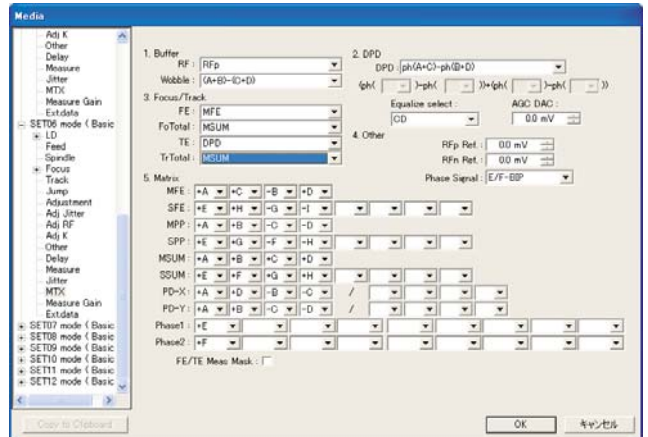 Media
Adj K
Other
Delay
Measure
Jitter
MTX
Measure Gain
Ext.data
SET06 mode ( Basic
LD
Feed
Spindle
Focus
Track
Jump
Adjustment
Adj Jitter
Adj RF
Adj K
Other
Delay
Measure
Jitter
MTX
Measure Gain
Ext.data
SET07 mode ( Basic
SET08 mode ( Basic
SET09 mode ( Basic
SET10 mode ( Basic
SET11 mode ( Basic
SET12 mode ( Basic
Copy to Clipboard
1. Buffer
RF : RFp
Wobble : (A+B)-(C+D)
3. Focus/Track
FE : MFE
FoTotal : MSUM
TE : DPD
TrTotal : MSUM
2. DPD
DPD : ph(A+C)-ph(B+D)
(ph( - )-ph( - ))+(ph( - )-ph( - ))
Equalize select : AGC DAC :
CD 0.0 mV
4. Other
RFp Ref. : 0.0 mV
RFn Ref. : 0.0 mV
Phase Signal : E/F-BIP
5. Matrix
MFE : +A +C -B +D
SFE : +E +H -G -I
MPP : +A +B -C -D
SPP : +E +G -F -H
MSUM : +A +B +C +D
SSUM : +E +F +G +H
PD-X : +A +D -B -C /
PD-Y : +A +B -C -D /
Phase1 : +E
Phase2 : +F
FE/TE Meas Mask :
OK キャンセル